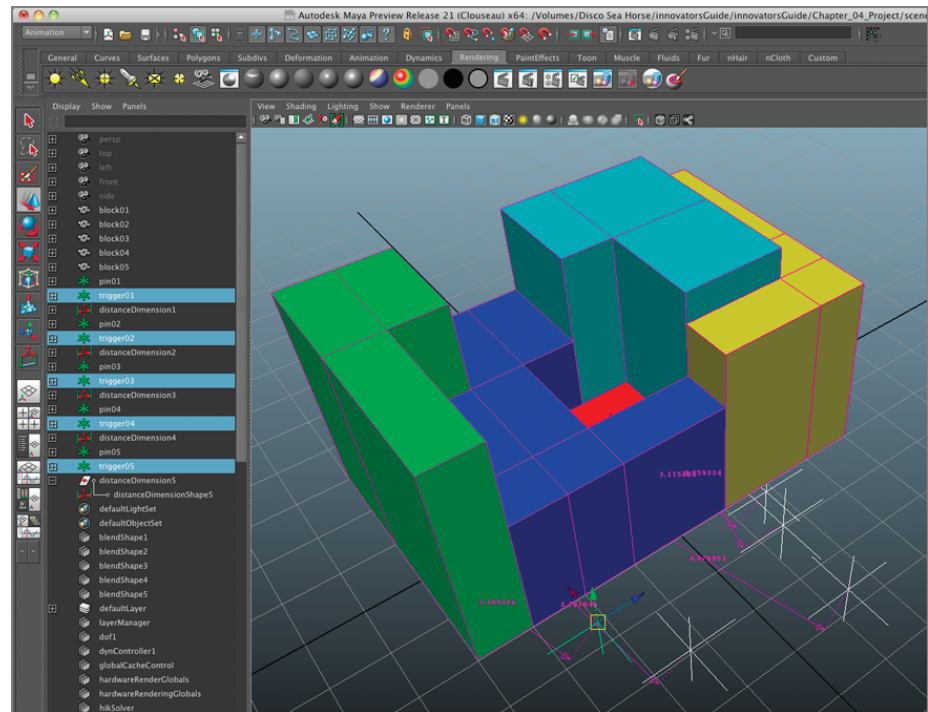 Autodesk Maya Preview Release 21 (Clouseau) x64: /Volumes/Disco Sea Horse/innovatorsGuide/innovatorsGuide/Chapter_04_Project/scen
Animation
General Curves Surfaces Polygons Subdivs Deformation Animation Dynamics Rendering PaintEffects Toon Muscle Fluids Fur nHair nCloth Custom
Display Show Panels
View Shading Lighting Show Renderer Panels
persp
top
left
front
side
block01
block02
block03
block04
block05
pin01
trigger01
distanceDimension1
pin02
trigger02
distanceDimension2
pin03
trigger03
distanceDimension3
pin04
trigger04
distanceDimension4
pin05
trigger05
distanceDimension5
distanceDimensionShape5
defaultLightSet
defaultObjectSet
blendShape1
blendShape2
blendShape3
blendShape4
blendShape5
defaultLayer
layerManager
dof1
dynController1
globalCacheControl
hardwareRenderGlobals
hardwareRenderingGlobals
hikSolver